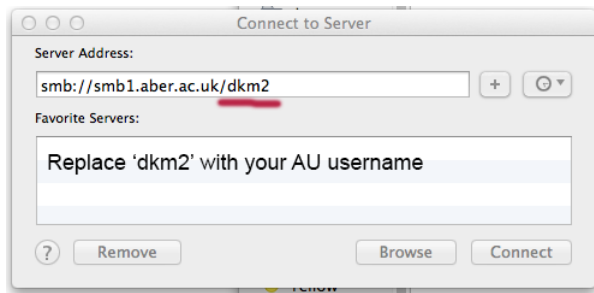 Connect to Server
Server Address:
smb://smb1.aber.ac.uk/dkm2
+
Favorite Servers:
Replace ‘dkm2’ with your AU username
?
Remove
Browse
Connect